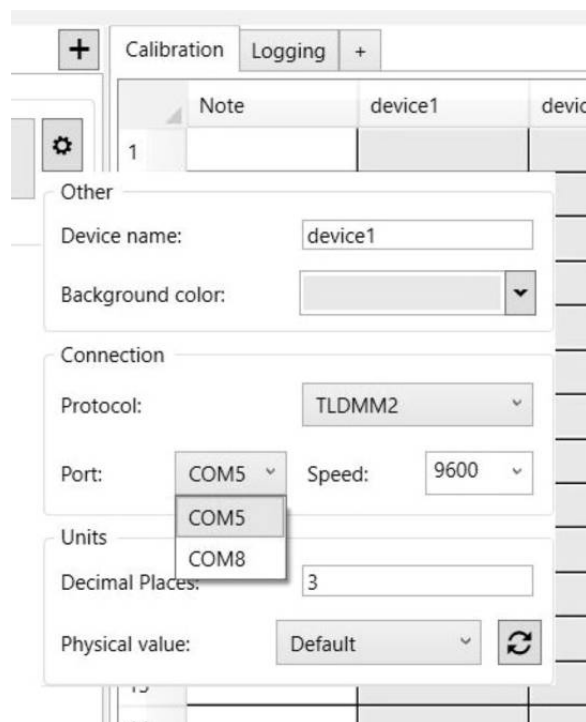 + Calibration Logging +
Note device1
1
Other
Device name: device1
Background color:
Connection
Protocol: TLDMM2
Port: COM5 Speed: 9600
COM5
COM8
Units
Decimal Places: 3
Physical value: Default